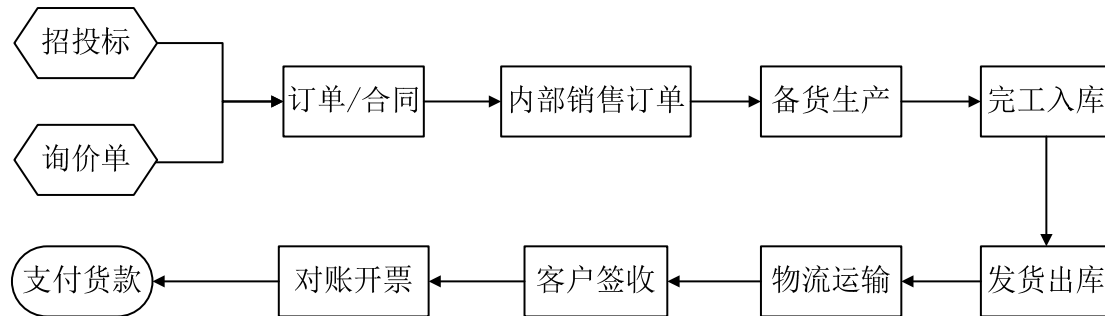 招投标
询价单
订单/合同
内部销售订单
备货生产
完工入库
发货出库
物流运输
客户签收
对账开票
支付货款